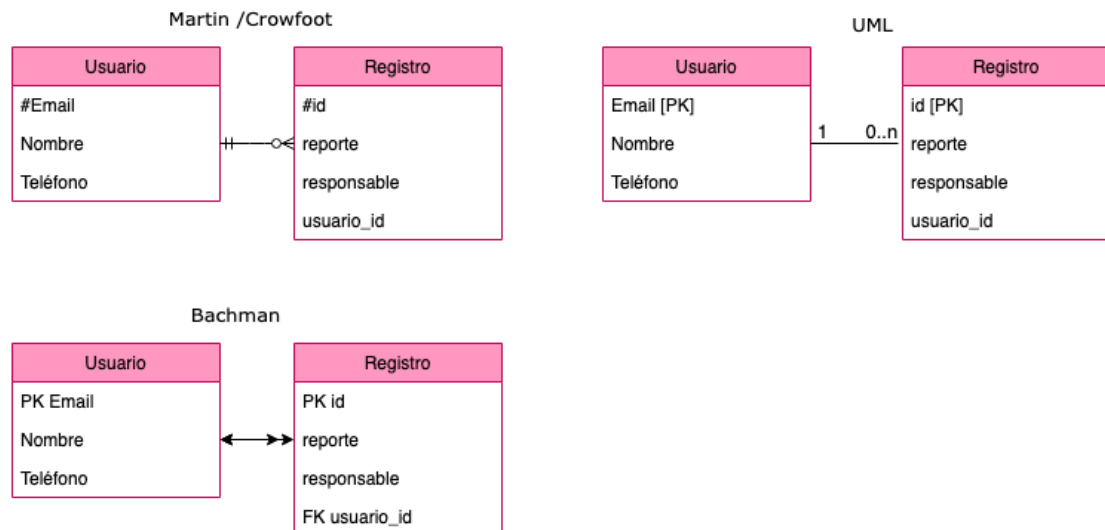 Martin /Crowfoot
Usuario
#Email
Nombre
Teléfono
Registro
#id
reporte
responsable
usuario_id
UML
Usuario
Email [PK]
Nombre
Teléfono
1
0..n
Registro
id [PK]
reporte
responsable
usuario_id
Bachman
Usuario
PK Email
Nombre
Teléfono
Registro
PK id
reporte
responsable
FK usuario_id